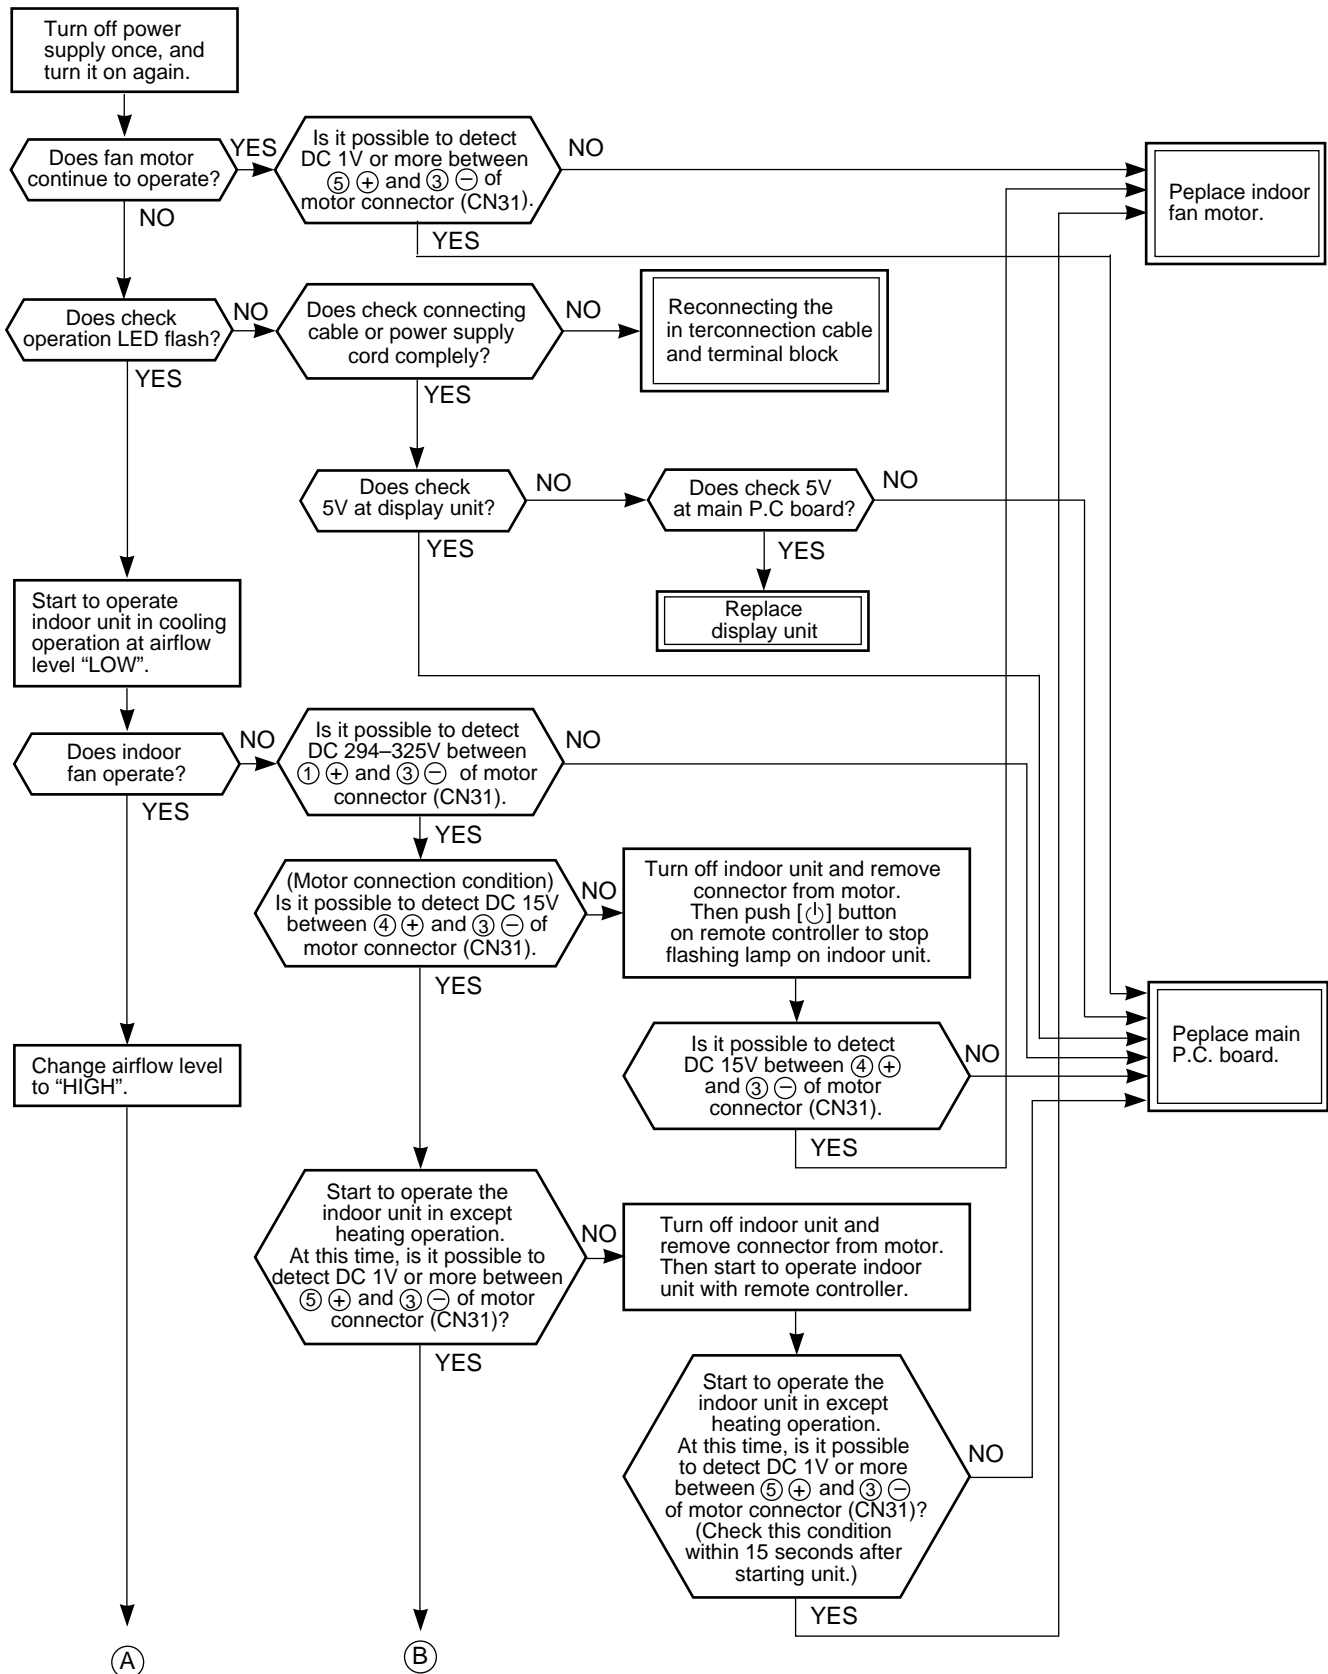 Turn off power
supply once, and
turn it on again.
Does fan motor
continue to operate?
YES
Is it possible to detect
DC 1V or more between
⑤ ⊕ and ③ ⊖ of
motor connector (CN31).
NO
Peplace indoor
fan motor.
NO
YES
Does check
operation LED flash?
NO
Does check connecting
cable or power supply
cord complely?
NO
Reconnecting the
in terconnection cable
and terminal block
YES
YES
Does check
5V at display unit?
NO
Does check 5V
at main P.C board?
NO
YES
YES
Replace
display unit
Start to operate
indoor unit in cooling
operation at airflow
level “LOW”.
Does indoor
fan operate?
NO
Is it possible to detect
DC 294–325V between
① ⊕ and ③ ⊖ of motor
connector (CN31).
NO
YES
YES
(Motor connection condition)
Is it possible to detect DC 15V
between ④ ⊕ and ③ ⊖ of
motor connector (CN31).
NO
Turn off indoor unit and remove
connector from motor.
Then push [⏻] button
on remote controller to stop
flashing lamp on indoor unit.
YES
Change airflow level
to “HIGH”.
Is it possible to detect
DC 15V between ④ ⊕
and ③ ⊖ of motor
connector (CN31).
NO
Peplace main
P.C. board.
YES
Start to operate the
indoor unit in except
heating operation.
At this time, is it possible to
detect DC 1V or more between
⑤ ⊕ and ③ ⊖ of motor
connector (CN31)?
NO
Turn off indoor unit and
remove connector from motor.
Then start to operate indoor
unit with remote controller.
YES
Start to operate the
indoor unit in except
heating operation.
At this time, is it possible
to detect DC 1V or more
between ⑤ ⊕ and ③ ⊖
of motor connector (CN31)?
(Check this condition
within 15 seconds after
starting unit.)
NO
YES
Ⓐ
Ⓑ